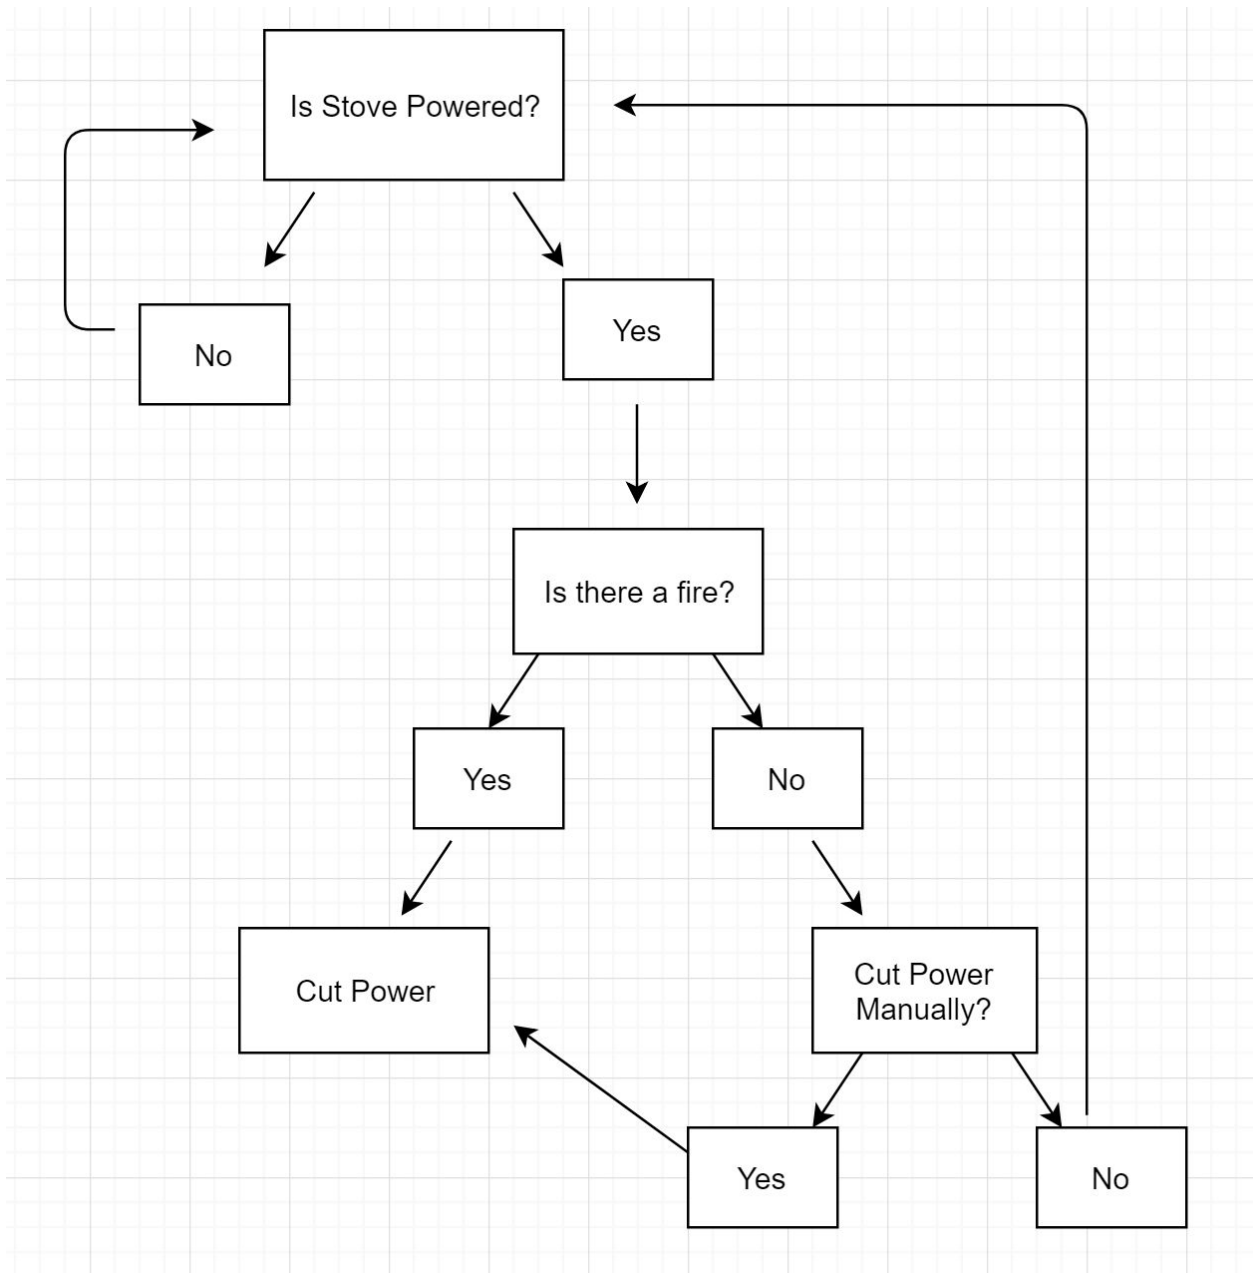 Is Stove Powered?
No
Yes
Is there a fire?
Yes
No
Cut Power
Cut Power
Manually?
Yes
No